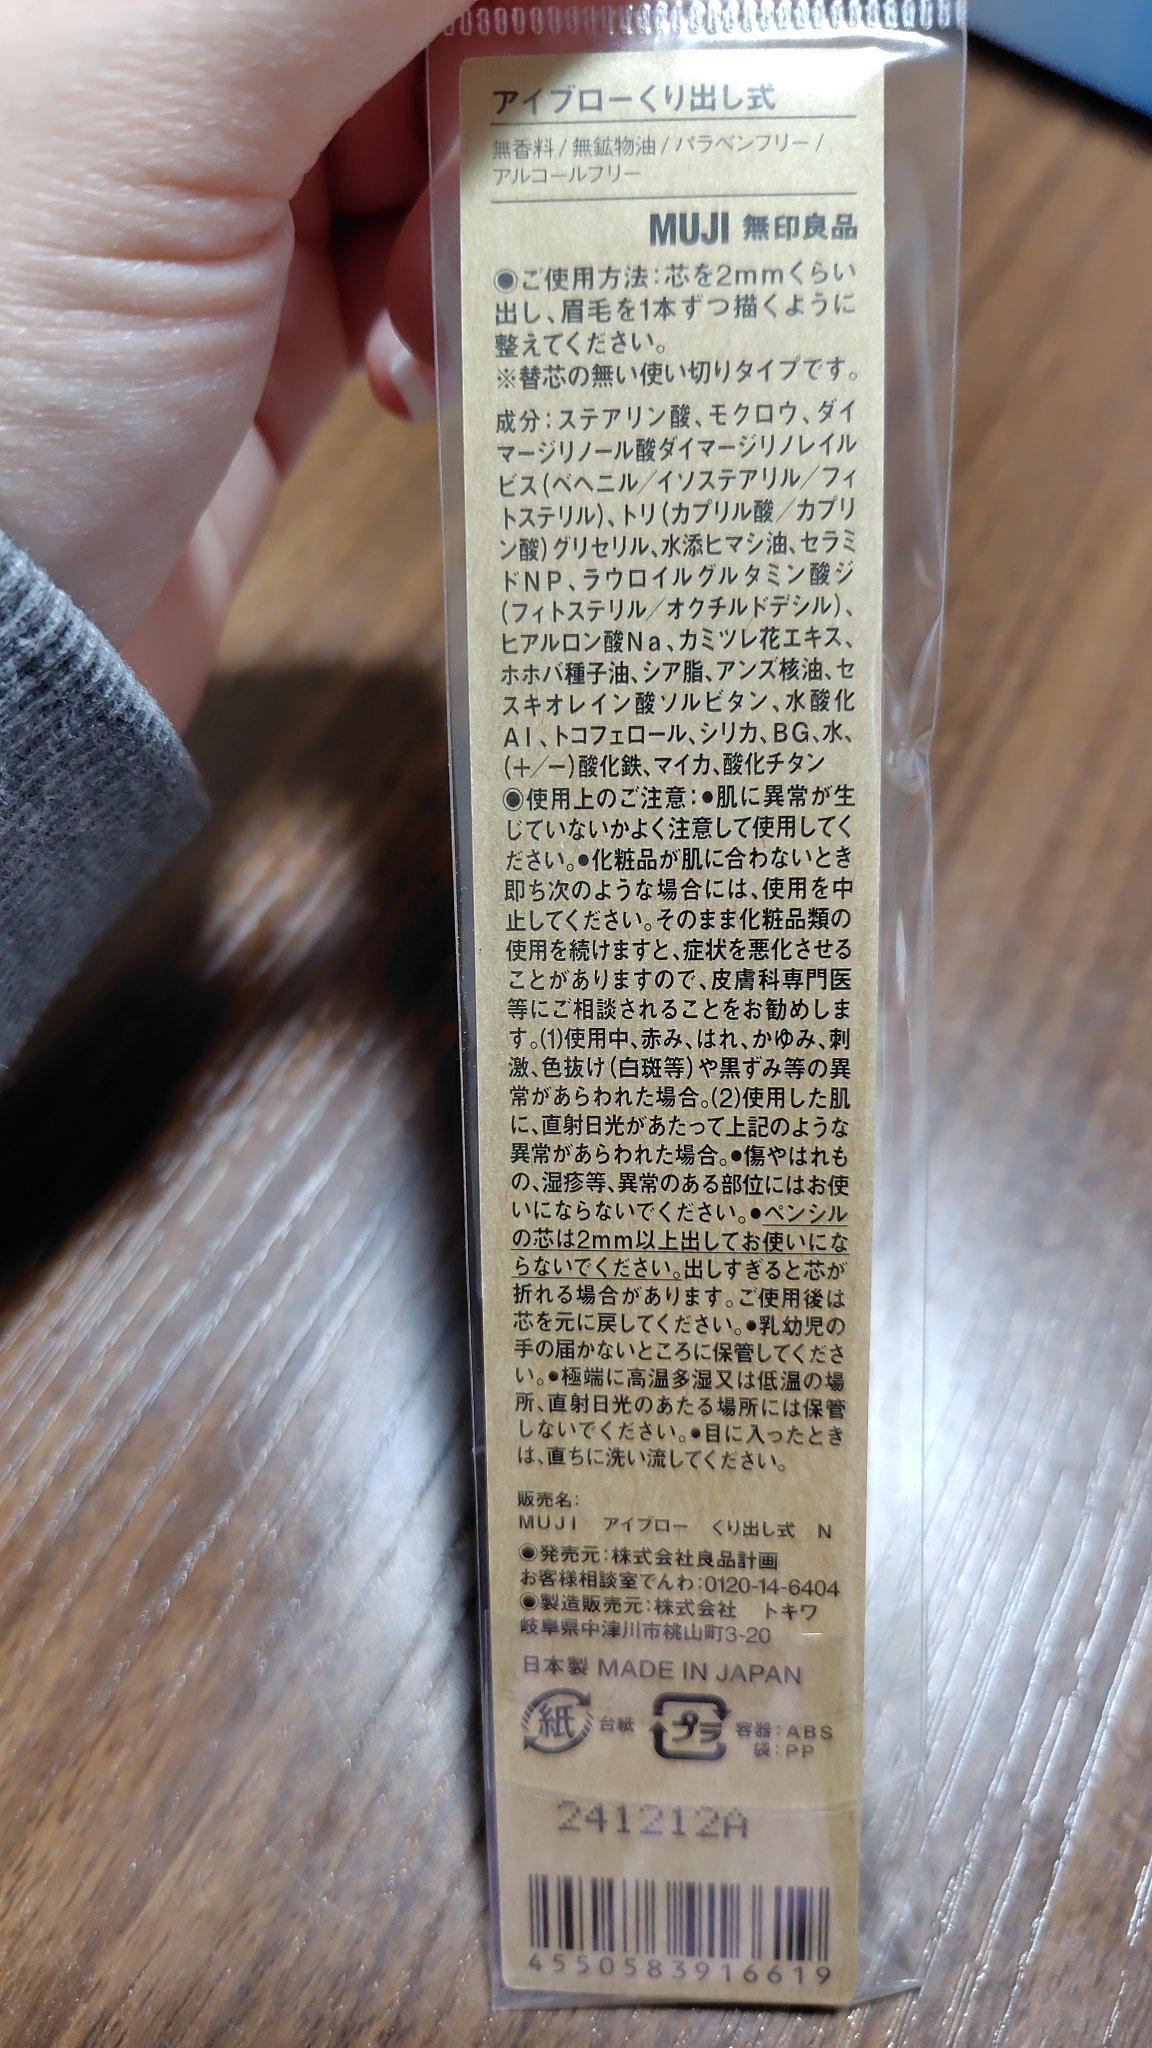 アイブローくり出し式
無香料/無鉱物油/パラベンフリー/
アルコールフリー
MUJI 無印良品
◉ご使用方法:芯を2mmくらい
出し、眉毛を1本ずつ描くように
整えてください。
※替芯の無い使い切りタイプです。
成分:ステアリン酸、モクロウ、ダイ
マージリノール酸ダイマージリノレイル
ビス(ベヘニル/イソステアリル/フィ
トステリル)、トリ(カプリル酸/カプリ
ン酸)グリセリル、水添ヒマシ油、セラミ
ドNP、ラウロイルグルタミン酸ジ
(フィトステリル/オクチルドデシル)、
ヒアルロン酸Na、カミツレ花エキス、
ホホバ種子油、シア脂、アンズ核油、セ
スキオレイン酸ソルビタン、水酸化
Al、トコフェロール、シリカ、BG、水、
(+/−)酸化鉄、マイカ、酸化チタン
◉使用上のご注意:●肌に異常が生
じていないかよく注意して使用してく
ださい。●化粧品が肌に合わないとき
即ち次のような場合には、使用を中
止してください。そのまま化粧品類の
使用を続けますと、症状を悪化させる
ことがありますので、皮膚科専門医
等にご相談されることをお勧めしま
す。(1)使用中、赤み、はれ、かゆみ、刺
激、色抜け(白斑等)や黒ずみ等の異
常があらわれた場合。(2)使用した肌
に、直射日光があたって上記のような
異常があらわれた場合。●傷やはれも
の、湿疹等、異常のある部位にはお使
いにならないでください。●ペンシル
の芯は2mm以上出してお使いにな
らないでください。出しすぎると芯が
折れる場合があります。ご使用後は
芯を元に戻してください。●乳幼児の
手の届かないところに保管してくださ
い。●極端に高温多湿又は低温の場
所、直射日光のあたる場所には保管
しないでください。●目に入ったとき
は、直ちに洗い流してください。
販売名:
MUJI アイブロー くり出し式 N
◉発売元:株式会社良品計画
お客様相談室でんわ:0120-14-6404
◉製造販売元:株式会社 トキワ
岐阜県中津川市桃山町3-20
日本製 MADE IN JAPAN
紙 台紙 プラ 容器:ABS
袋:PP
241212A
4550583916619